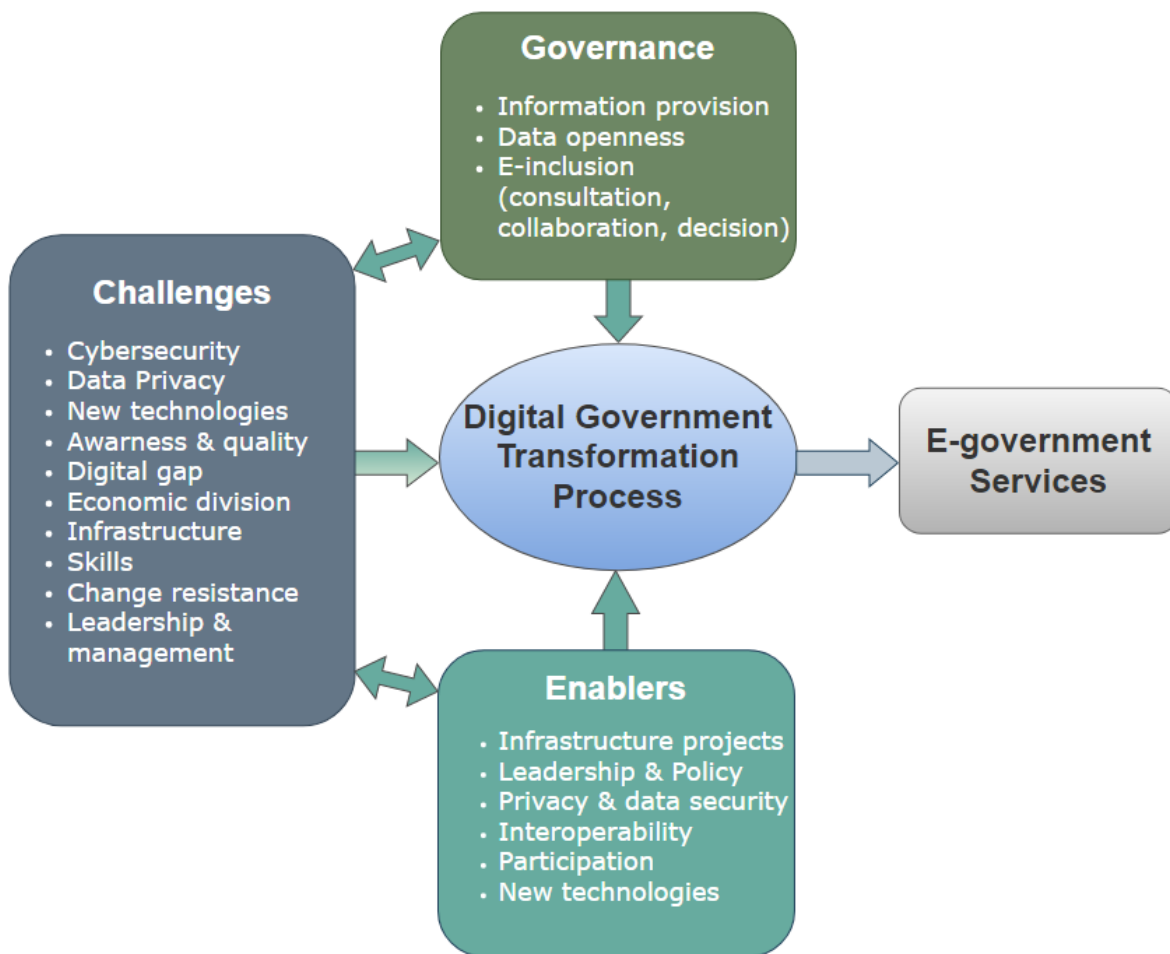 Governance
• Information provision
• Data openness
• E-inclusion
(consultation,
collaboration, decision)
Challenges
• Cybersecurity
• Data Privacy
• New technologies
• Awarness & quality
• Digital gap
• Economic division
• Infrastructure
• Skills
• Change resistance
• Leadership &
management
Digital Government
Transformation
Process
E-government
Services
Enablers
• Infrastructure projects
• Leadership & Policy
• Privacy & data security
• Interoperability
• Participation
• New technologies